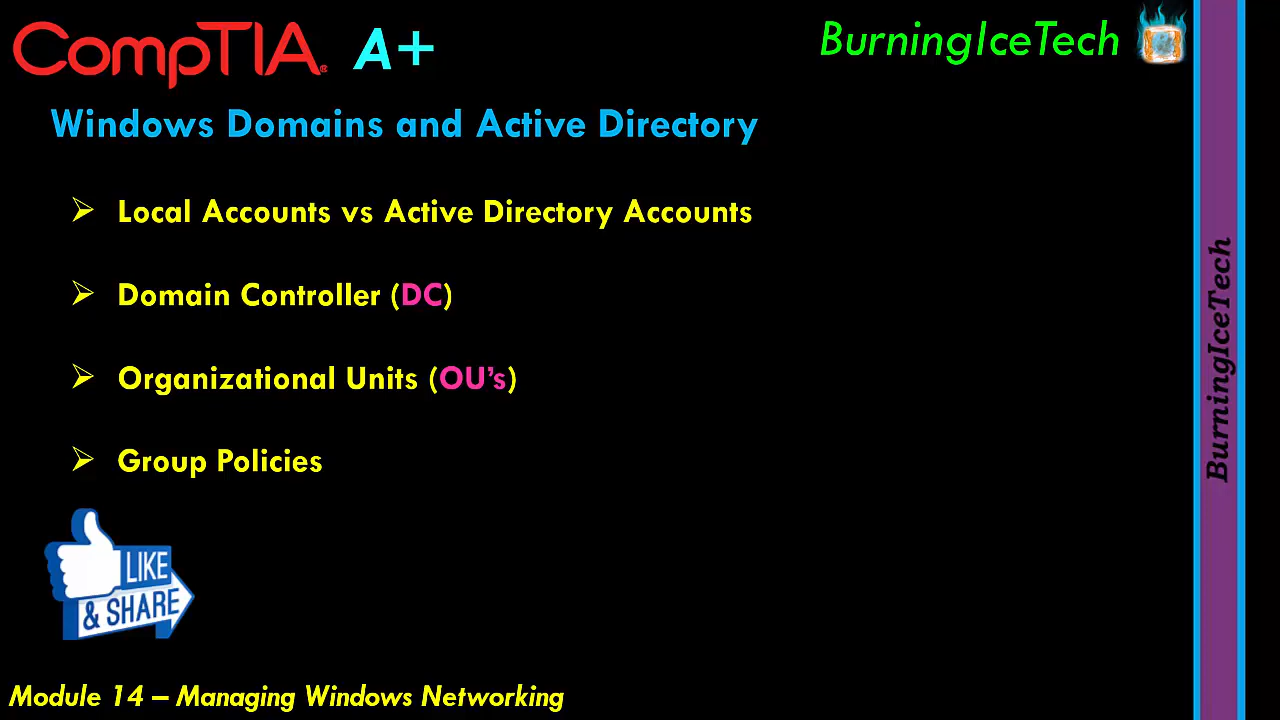 CompTIA® A+
BurningIceTech
Windows Domains and Active Directory
Local Accounts vs Active Directory Accounts
Domain Controller (DC)
Organizational Units (OU’s)
Group Policies
LIKE
& SHARE
Module 14 – Managing Windows Networking
BurningIceTech